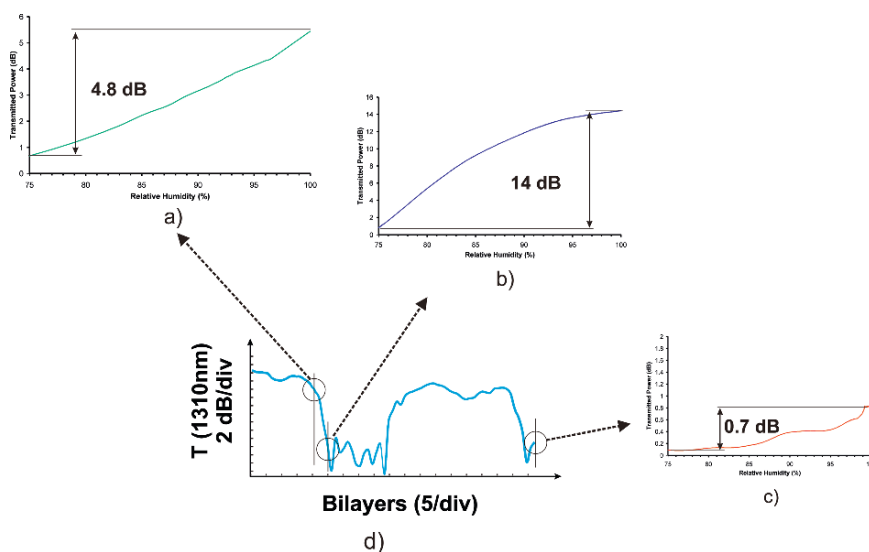 6
5
4
3
2
1
0
Transmitted Power (dB)
4.8 dB
75 80 85 90 95 100
Relative Humidity (%)
a)
16
14
12
10
8
6
4
2
0
Transmitted Power (dB)
14 dB
75 80 85 90 95 100
Relative Humidity (%)
b)
T (1310nm)
2 dB/div
Bilayers (5/div)
d)
2
1.8
1.6
1.4
1.2
1
0.8
0.6
0.4
0.2
0
Transmitted Power (dB)
0.7 dB
75 80 85 90 95 100
Relative Humidity (%)
c)